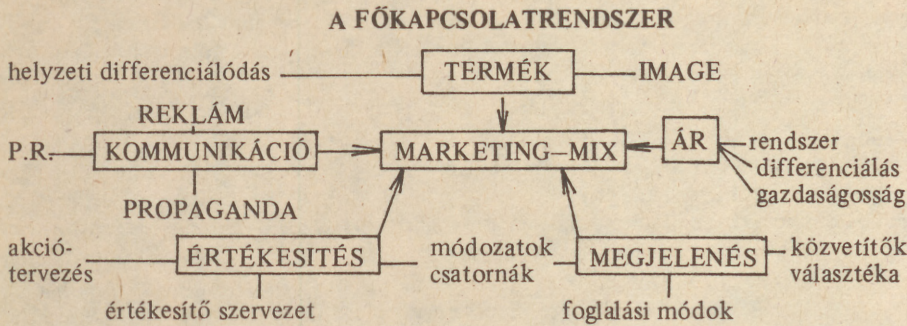 A FŐKAPCSOLATRENDSZER
helyzeti differenciálódás TERMÉK IMAGE
REKLÁM
P.R. KOMMUNIKÁCIÓ MARKETING–MIX ÁR rendszer
differenciálás
gazdaságosság
PROPAGANDA
akció-
tervezés
ÉRTÉKESITÉS
módozatok
csatornák
MEGJELENÉS
közvetítők
választéka
értékesítő szervezet
foglalási módok